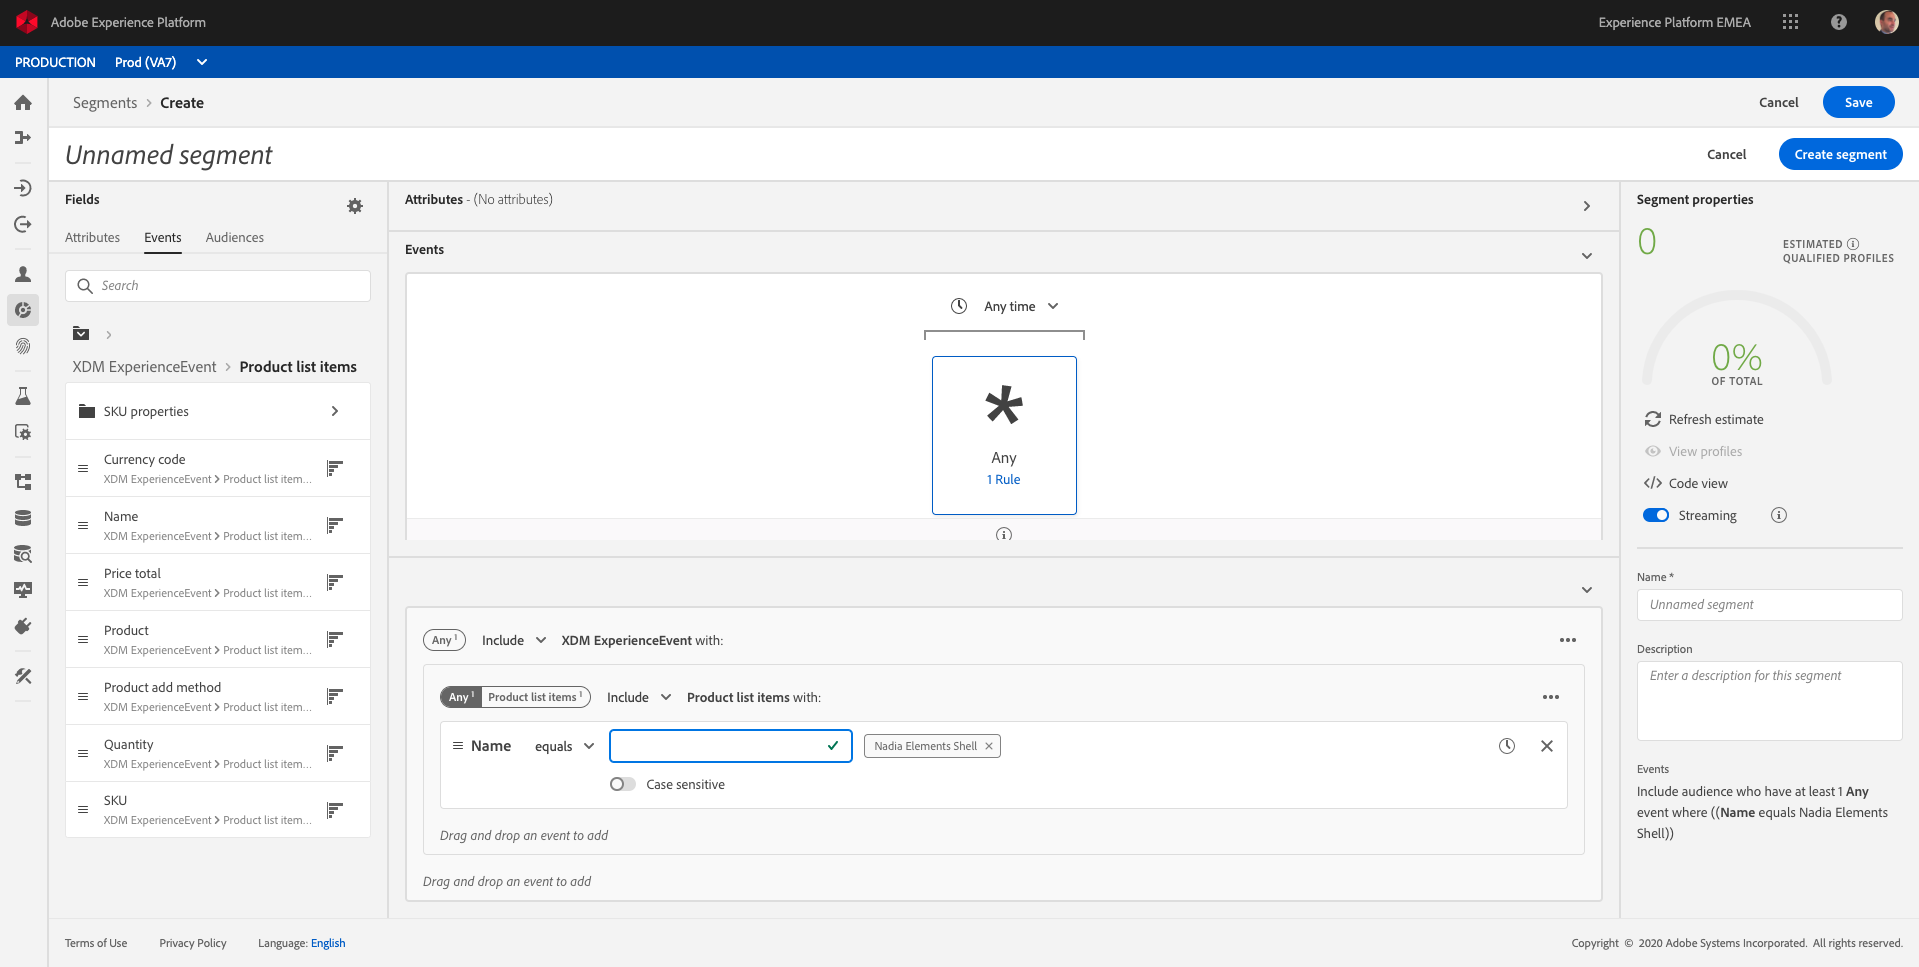 Adobe Experience Platform
Experience Platform EMEA
PRODUCTION Prod (VA7)
Segments Create
Cancel Save
Unnamed segment
Cancel Create segment
Fields
Attributes Events Audiences
Search
XDM ExperienceEvent Product list items
SKU properties
Currency code
XDM ExperienceEvent Product list item...
Name
XDM ExperienceEvent Product list item...
Price total
XDM ExperienceEvent Product list item...
Product
XDM ExperienceEvent Product list item...
Product add method
XDM ExperienceEvent Product list item...
Quantity
XDM ExperienceEvent Product list item...
SKU
XDM ExperienceEvent Product list item...
Attributes - (No attributes)
Events
Any time
*
Any
1 Rule
Any 1 Include XDM ExperienceEvent with:
Any 1 Product list items 1 Include Product list items with:
Name equals Nadia Elements Shell
Case sensitive
Drag and drop an event to add
Drag and drop an event to add
Segment properties
0
ESTIMATED
QUALIFIED PROFILES
0%
OF TOTAL
Refresh estimate
View profiles
Code view
Streaming
Name *
Unnamed segment
Description
Enter a description for this segment
Events
Include audience who have at least 1 Any
event where ((Name equals Nadia Elements
Shell))
Terms of Use Privacy Policy Language: English
Copyright © 2020 Adobe Systems Incorporated. All rights reserved.